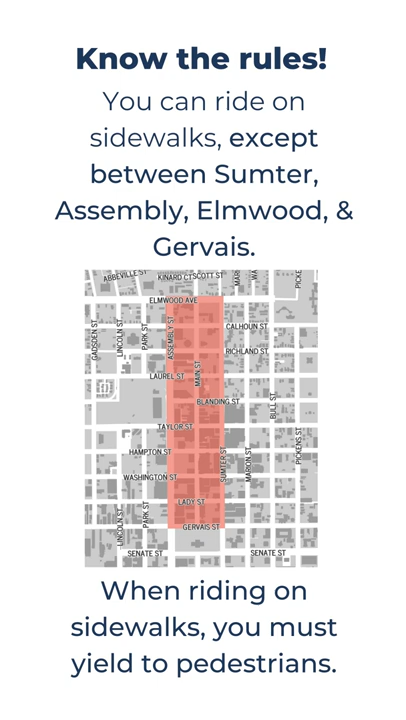 Know the rules!
You can ride on
sidewalks, except
between Sumter,
Assembly, Elmwood, &
Gervais.
ABBEVILLE ST
KINARD CT
SCOTT ST
ELMWOOD AVE
GADSDEN ST
LINCOLN ST
PARK ST
ASSEMBLY ST
CALHOUN ST
RICHLAND ST
MAIN ST
LAUREL ST
BLANDING ST
BULL ST
TAYLOR ST
PICKENS ST
HAMPTON ST
SUMTER ST
MARION ST
WASHINGTON ST
LADY ST
LINCOLN ST
PARK ST
GERVAIS ST
SENATE ST
SENATE ST
When riding on
sidewalks, you must
yield to pedestrians.